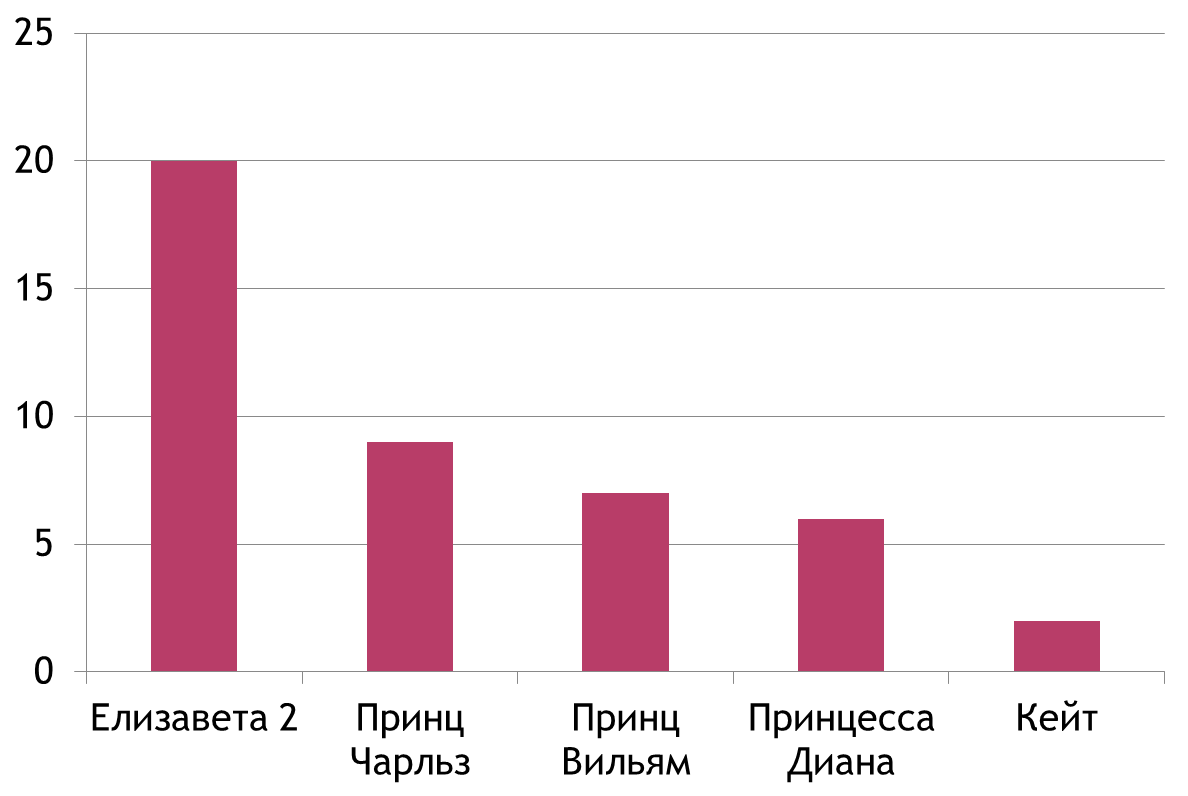 25
20
15
10
5
0
Елизавета 2
Принц
Чарльз
Принц
Вильям
Принцесса
Диана
Кейт